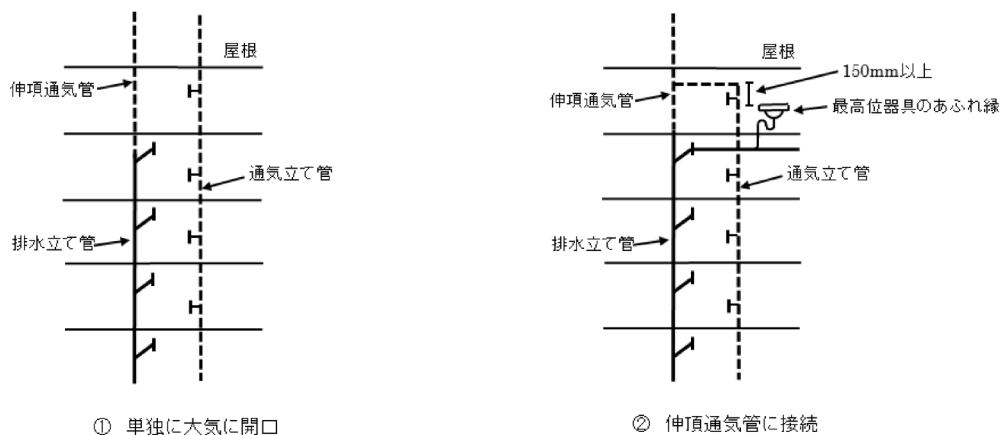 屋根
伸頂通気管
通気立て管
排水立て管
① 単独に大気に開口
屋根
150mm以上
伸頂通気管
最高位器具のあふれ縁
通気立て管
排水立て管
② 伸頂通気管に接続